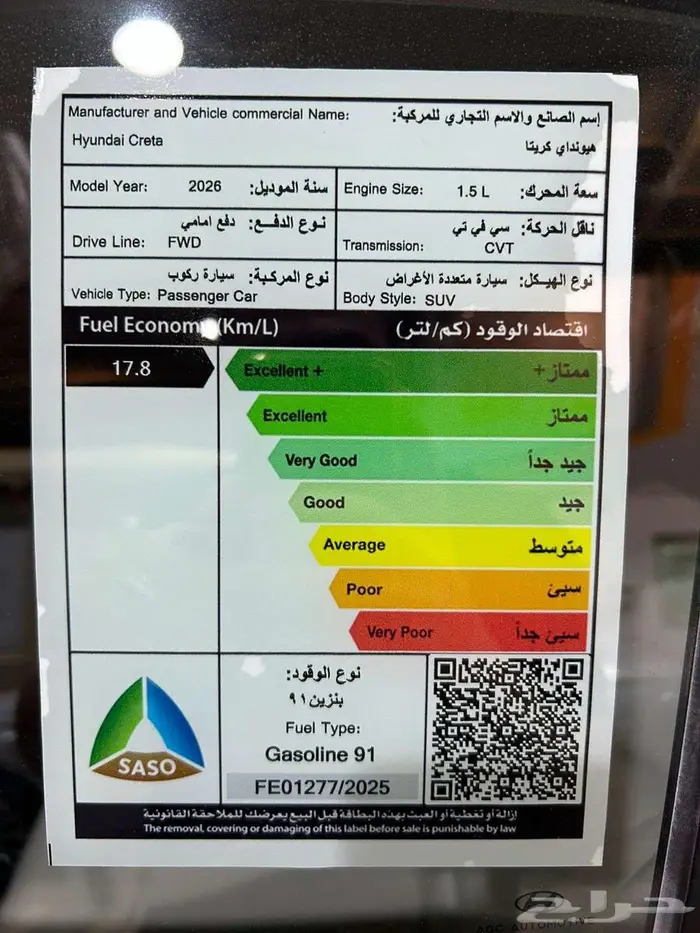 Manufacturer and Vehicle commercial Name: إسم الصانع والاسم التجاري للمركبة:
Hyundai Creta هيونداي كريتا
Model Year: 2026 سنة الموديل:
Engine Size: 1.5 L سعة المحرك:
نوع الدفع: دفع امامي
Drive Line: FWD
ناقل الحركة: سي في تي
Transmission: CVT
نوع المركبة: سيارة ركوب
Vehicle Type: Passenger Car
نوع الهيكل: سيارة متعددة الأغراض
Body Style: SUV
Fuel Economy (Km/L) اقتصاد الوقود (كم/لتر)
17.8
Excellent + ممتاز+
Excellent ممتاز
Very Good جيد جداً
Good جيد
Average متوسط
Poor سيئ
Very Poor سيئ جداً
SASO
نوع الوقود:
بنزين ٩١
Fuel Type:
Gasoline 91
FE01277/2025
إزالة أو تغطية أو العبث بهذه البطاقة قبل البيع يعرضك للملاحقة القانونية
The removal, covering or damaging of this label before sale is punishable by law
حراج
AGC AUTOMOTIVE